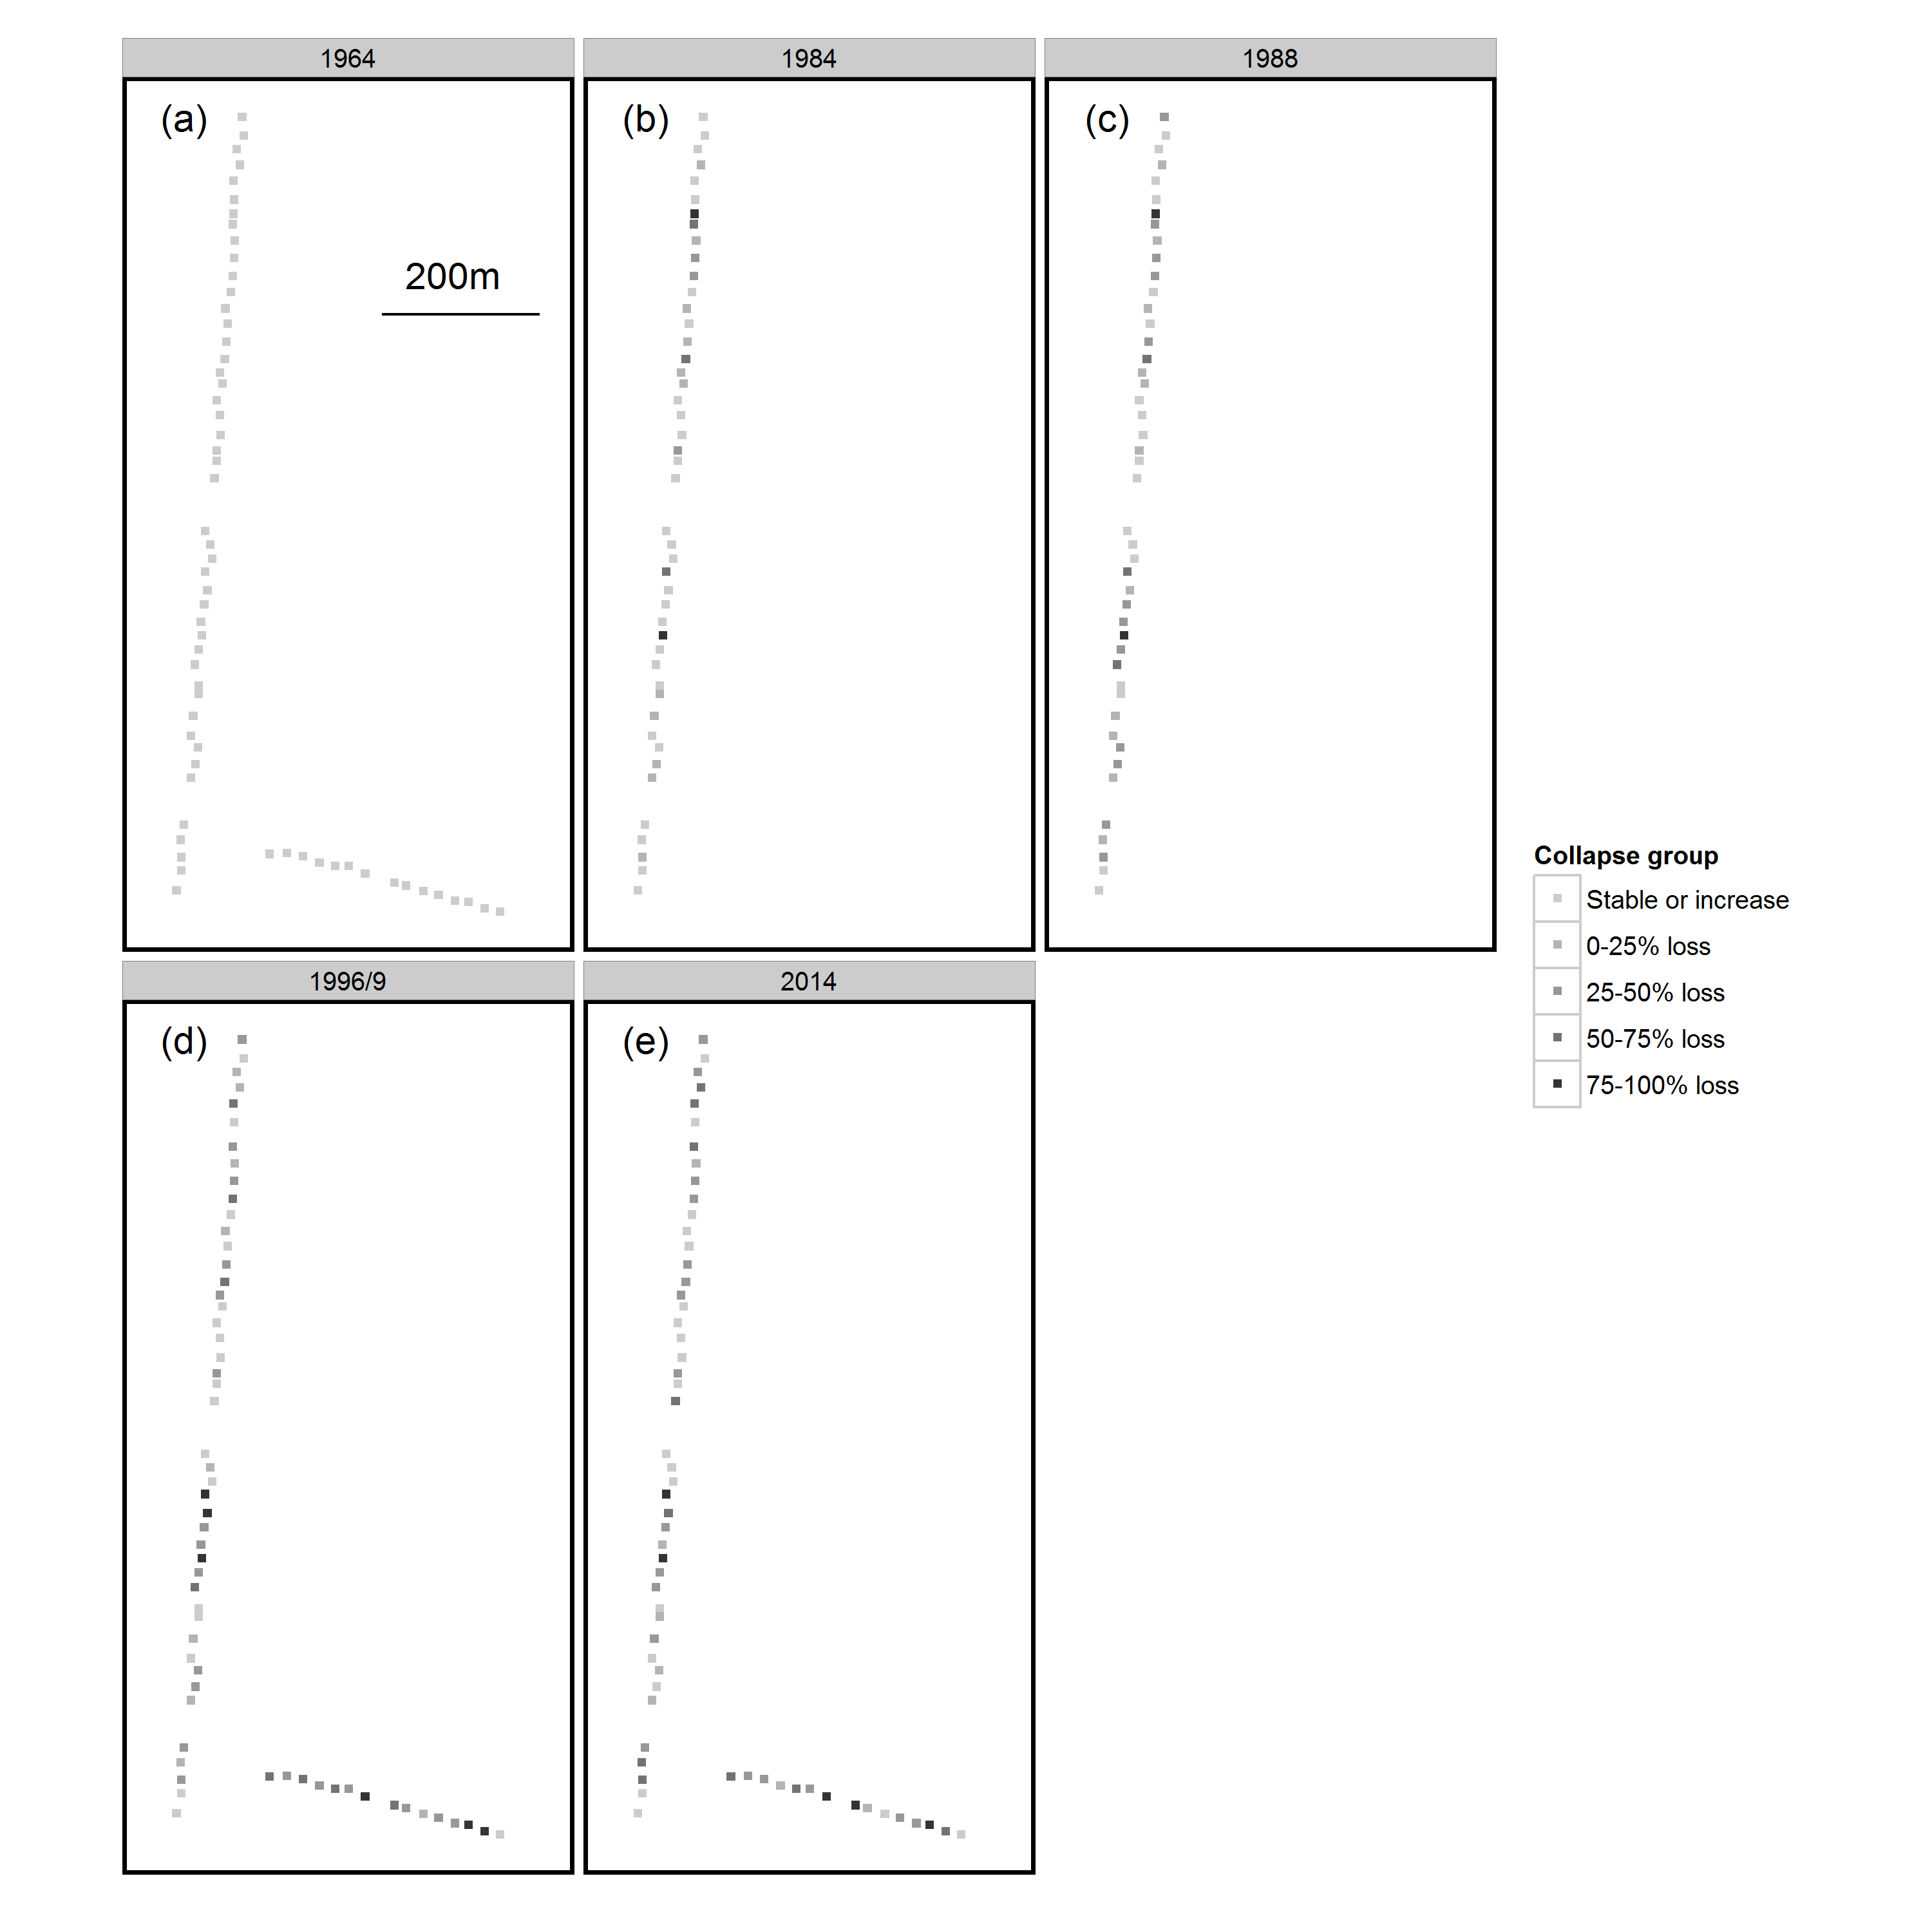 1964
1984
1988
(a)
(b)
(c)
200m
Collapse group
Stable or increase
0-25% loss
25-50% loss
50-75% loss
75-100% loss
1996/9
2014
(d)
(e)